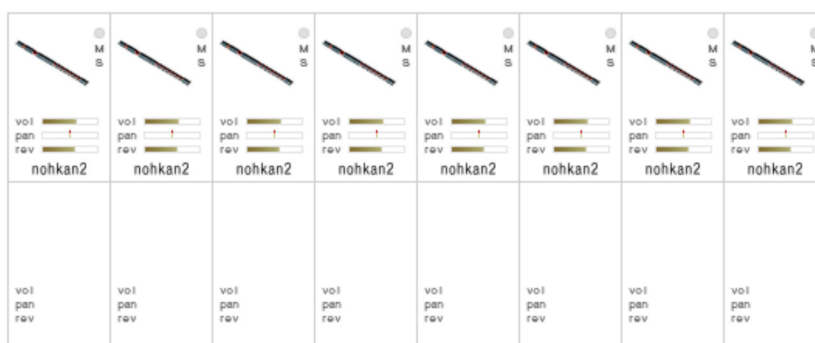 M M M M M M M M
S S S S S S S S
vol vol vol vol vol vol vol vol
pan pan pan pan pan pan pan pan
rev rev rev rev rev rev rev rev
nohkan2 nohkan2 nohkan2 nohkan2 nohkan2 nohkan2 nohkan2 nohkan2
vol vol vol vol vol vol vol vol
pan pan pan pan pan pan pan pan
rev rev rev rev rev rev rev rev